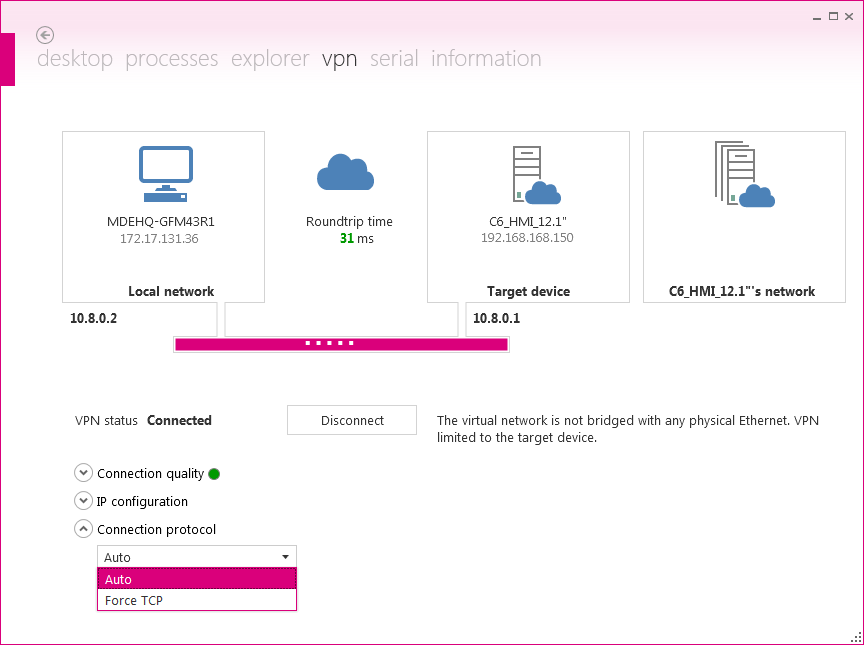 desktop processes explorer vpn serial information
MDEHQ-GFM43R1
172.17.131.36
Local network
10.8.0.2
Roundtrip time
31 ms
C6_HMI_12.1"
192.168.168.150
Target device
10.8.0.1
C6_HMI_12.1"'s network
VPN status Connected
Disconnect
The virtual network is not bridged with any physical Ethernet. VPN
limited to the target device.
Connection quality
IP configuration
Connection protocol
Auto
Auto
Force TCP